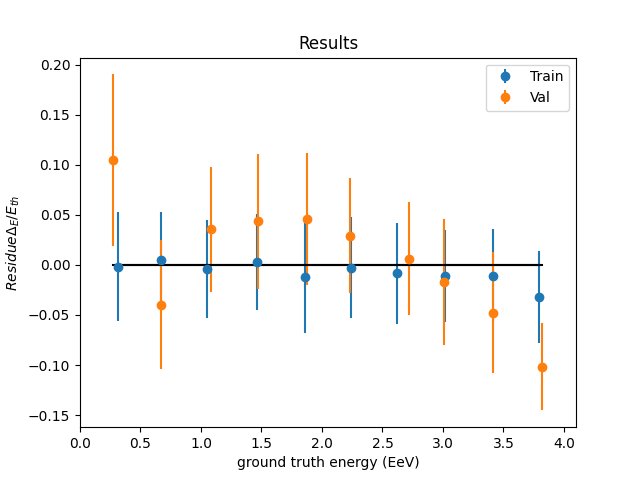 Results
Train
Val
0.20
0.15
0.10
0.05
0.00
−0.05
−0.10
−0.15
Residue Δ_E/E_th
0.0 0.5 1.0 1.5 2.0 2.5 3.0 3.5 4.0
ground truth energy (EeV)